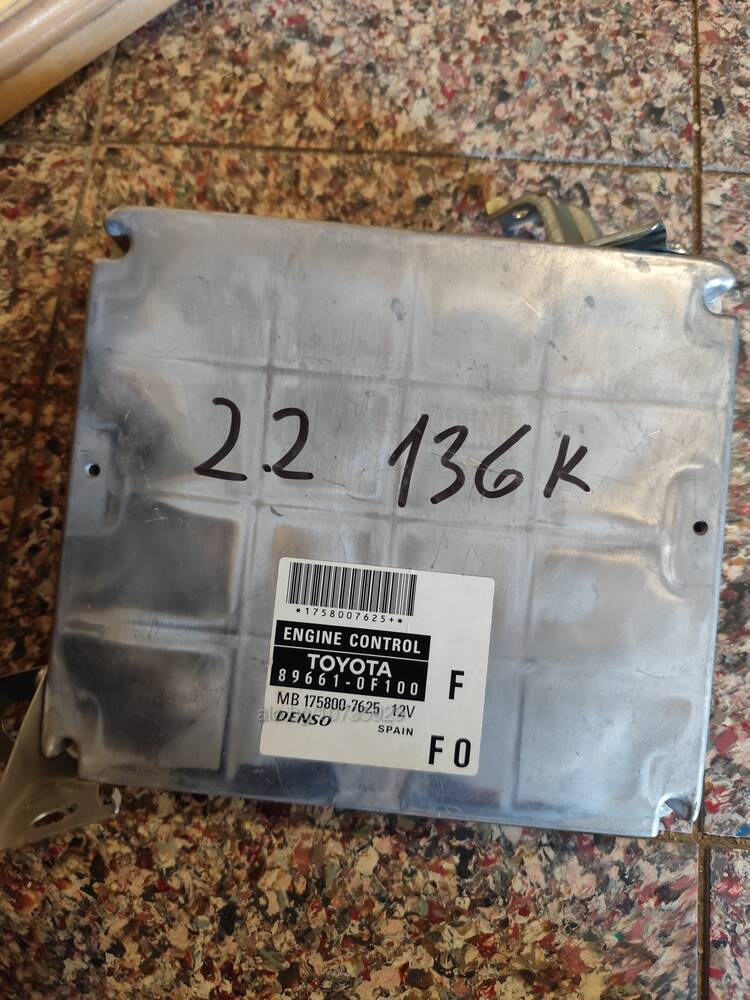 2.2 136K
*1758007625+*
ENGINE CONTROL
TOYOTA
89661-0F100
F
MB 175800-7625 12V
DENSO
SPAIN
F0